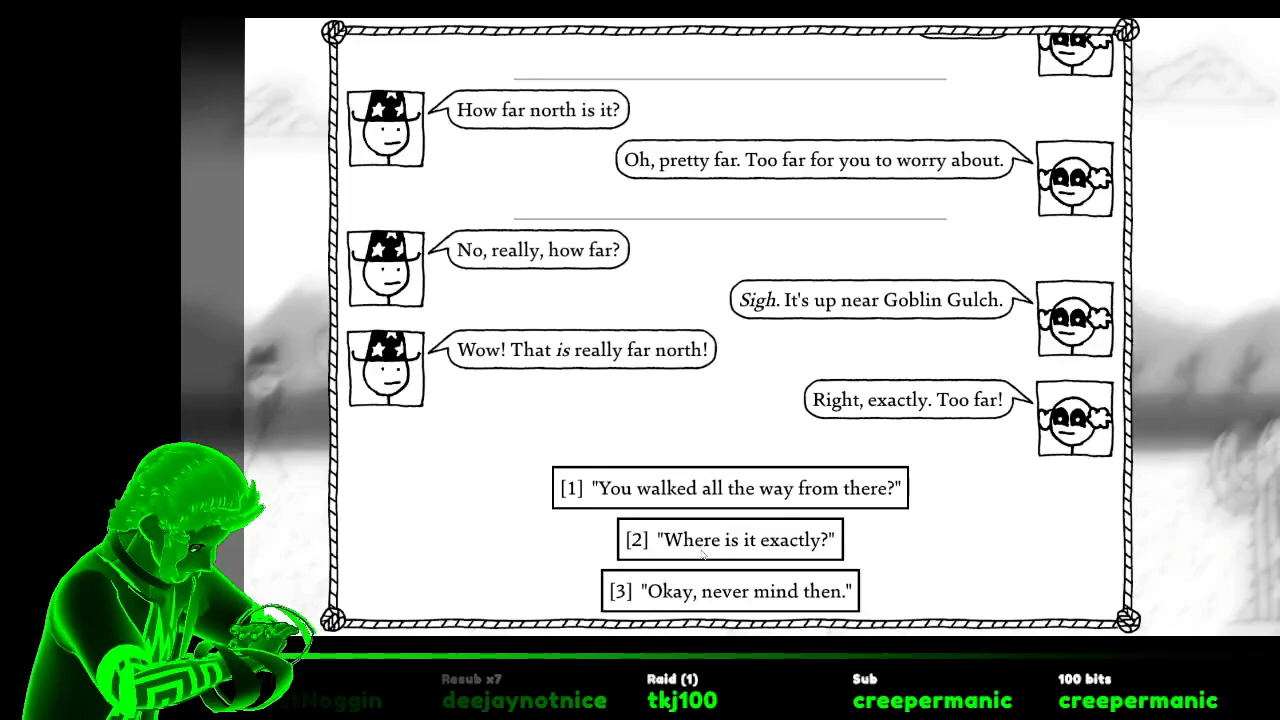 How far north is it?
Oh, pretty far. Too far for you to worry about.
No, really, how far?
Sigh. It's up near Goblin Gulch.
Wow! That is really far north!
Right, exactly. Too far!
[1] "You walked all the way from there?"
[2] "Where is it exactly?"
[3] "Okay, never mind then."
Resub x7
Raid (1)
Sub
100 bits
tNoggin
deejaynotnice
tkj100
creepermanic
creepermanic